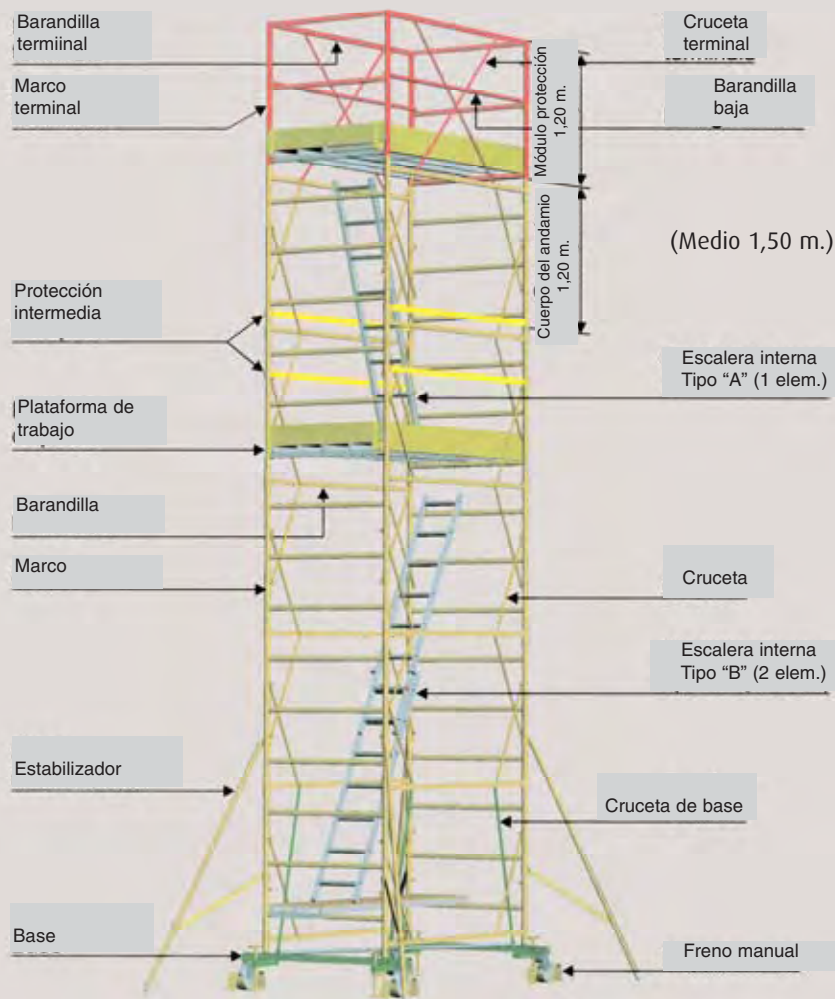 Barandilla
termiinal
Cruceta
terminal
Marco
terminal
Módulo protección
1,20 m.
Barandilla
baja
Cuerpo del andamio
1,20 m.
(Medio 1,50 m.)
Protección
intermedia
Escalera interna
Tipo “A” (1 elem.)
Plataforma de
trabajo
Barandilla
Marco
Cruceta
Escalera interna
Tipo “B” (2 elem.)
Estabilizador
Cruceta de base
Base
Freno manual